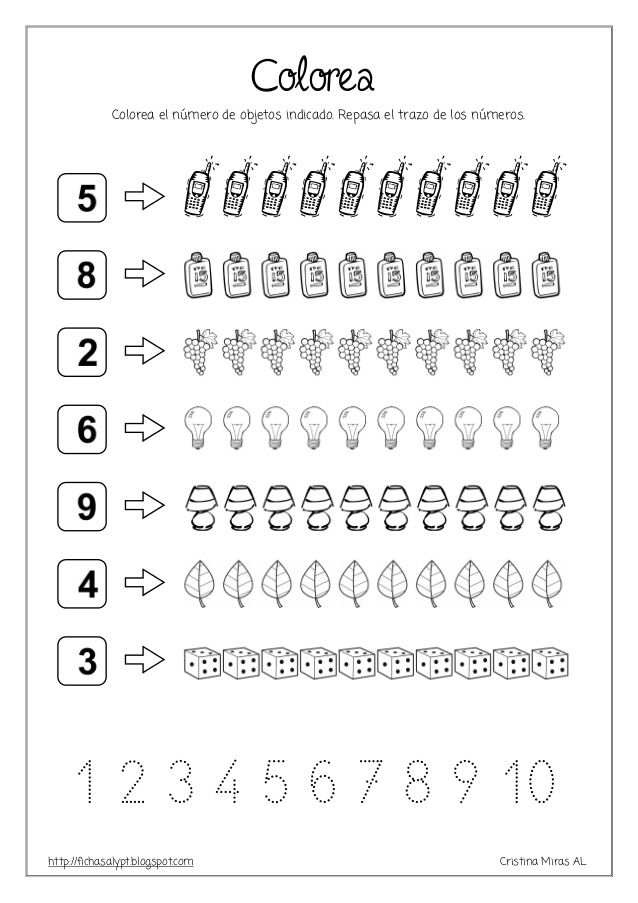 Colorea
Colorea el número de objetos indicado. Repasa el trazo de los números.
5
8
2
6
9
4
3
1 2 3 4 5 6 7 8 9 10
http://fichasalypt.blogspot.com Cristina Miras AL